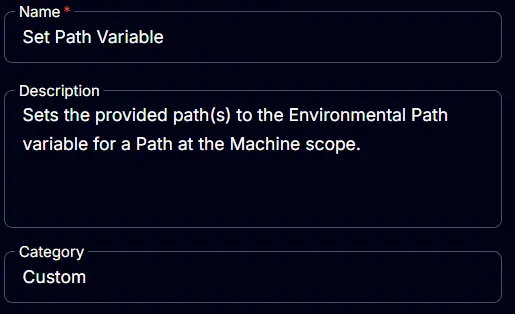 Name *
Set Path Variable
Description
Sets the provided path(s) to the Environmental Path
variable for a Path at the Machine scope.
Category
Custom